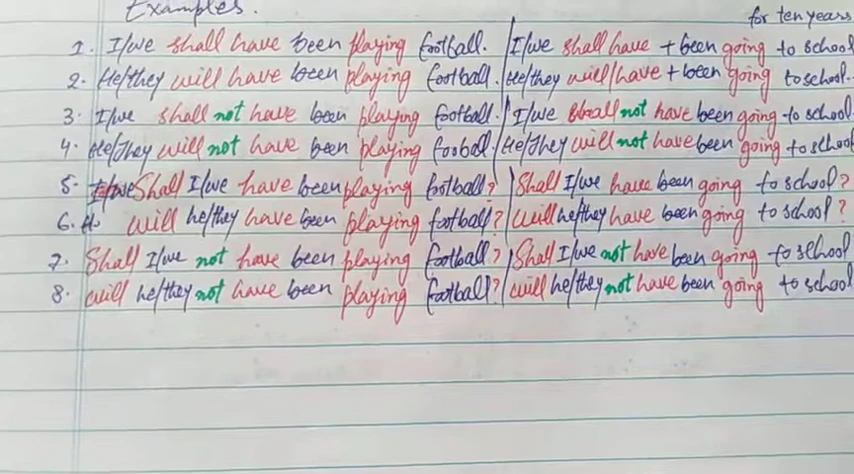 Examples.
for ten years
1. I/we shall have been playing football. I/we shall have + been going to school
2. He/they will have been playing football. He/they will/have + been going to school.
3. I/we shall not have been playing football. I/we shall not have been going to school
4. He/They will not have been playing foobold. He/They will not have been going to school
5. I/we Shall I/we have been playing football? Shall I/we have been going to school?
6. He will he/they have been playing football? Will he/they have been going to school?
7. Shall I/we not have been playing football? Shall I/we not have been going to school
8. will he/they not have been playing football? will he/they not have been going to school